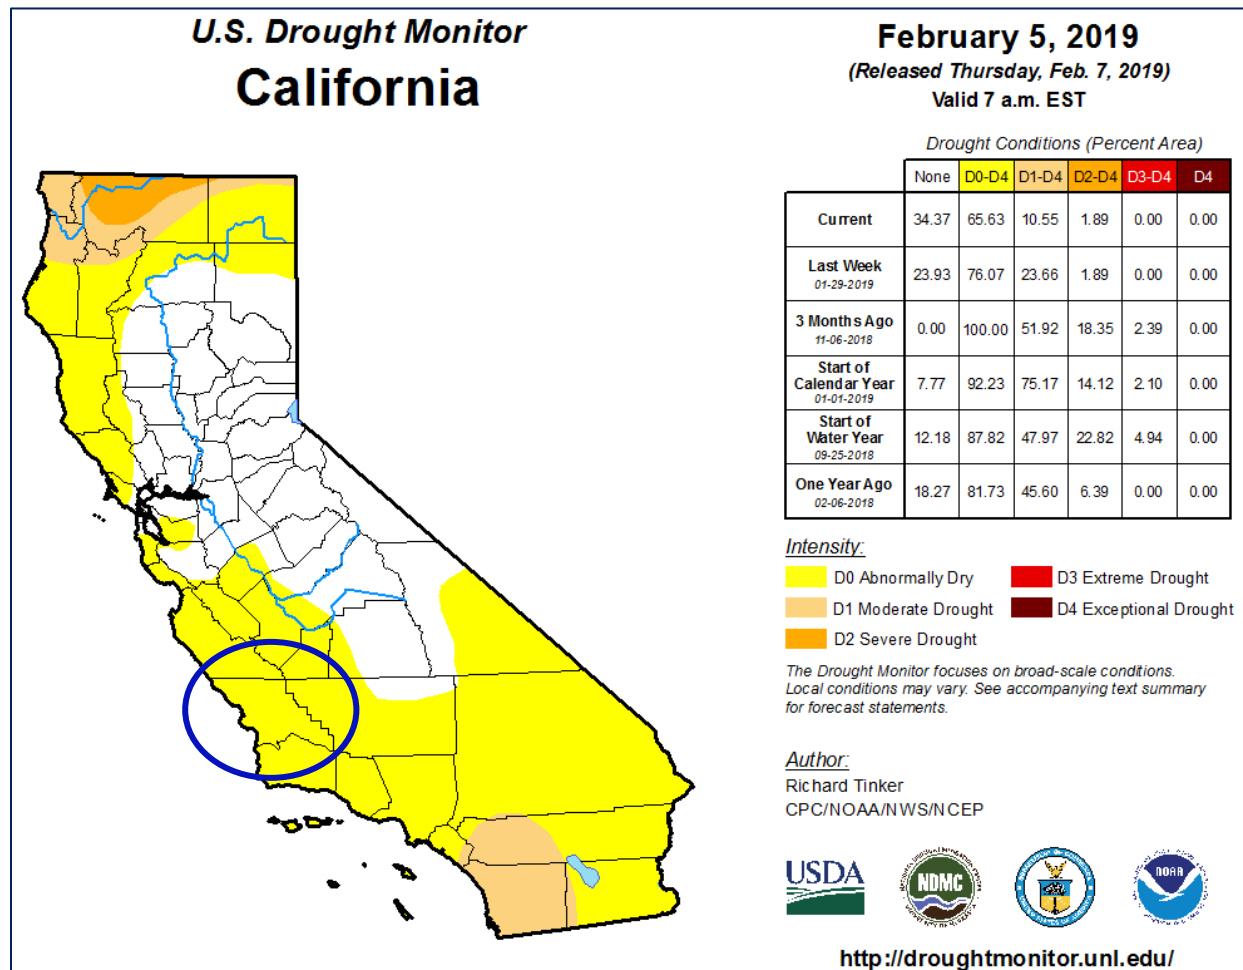 U.S. Drought Monitor
California
February 5, 2019
(Released Thursday, Feb. 7, 2019)
Valid 7 a.m. EST
Drought Conditions (Percent Area)
None D0-D4 D1-D4 D2-D4 D3-D4 D4
Current 34.37 65.63 10.55 1.89 0.00 0.00
Last Week
01-29-2019
23.93 76.07 23.66 1.89 0.00 0.00
3 Months Ago
11-06-2018
0.00 100.00 51.92 18.35 2.39 0.00
Start of
Calendar Year
01-01-2019
7.77 92.23 75.17 14.12 2.10 0.00
Start of
Water Year
09-25-2018
12.18 87.82 47.97 22.82 4.94 0.00
One Year Ago
02-06-2018
18.27 81.73 45.60 6.39 0.00 0.00
Intensity:
D0 Abnormally Dry
D1 Moderate Drought
D2 Severe Drought
D3 Extreme Drought
D4 Exceptional Drought
The Drought Monitor focuses on broad-scale conditions.
Local conditions may vary. See accompanying text summary
for forecast statements.
Author:
Richard Tinker
CPC/NOAA/NWS/NCEP
USDA
NDMC
NOAA
http://droughtmonitor.unl.edu/